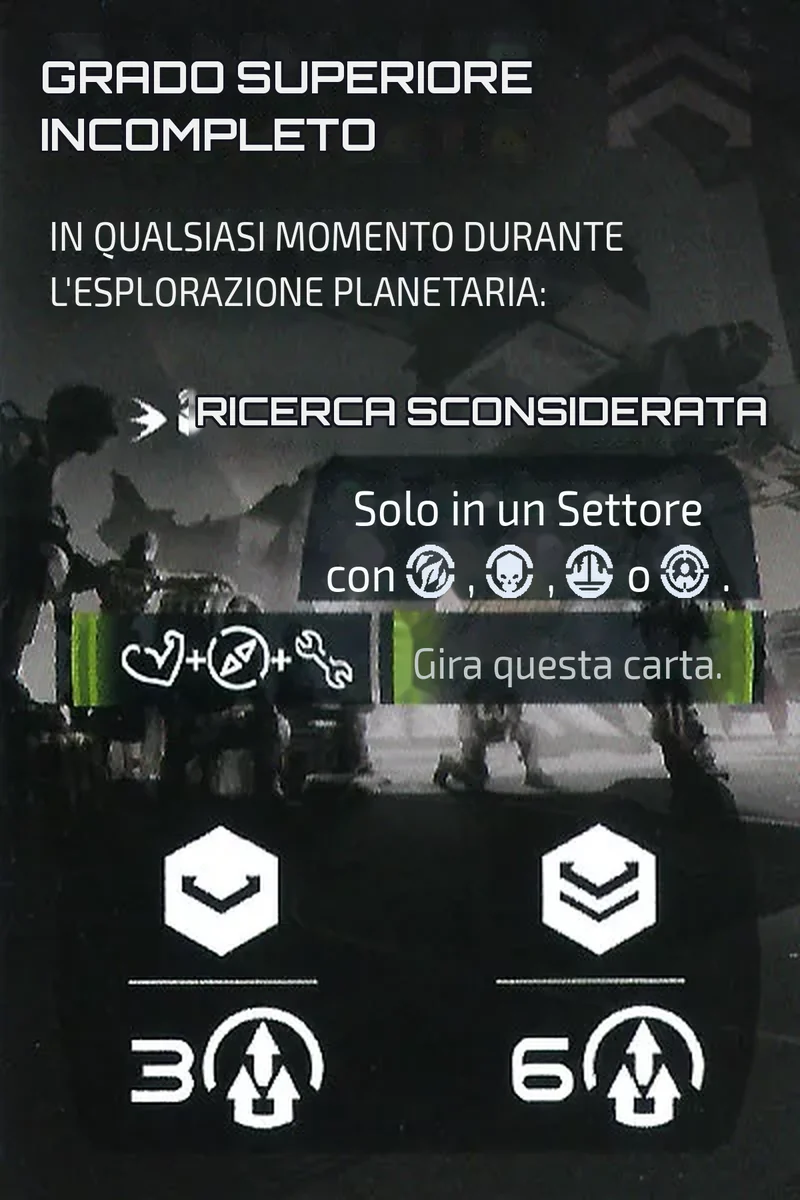 GRADO SUPERIORE
INCOMPLETO
IN QUALSIASI MOMENTO DURANTE
L'ESPLORAZIONE PLANETARIA:
RICERCA SCONSIDERATA
Solo in un Settore
con , , o .
+ +
Gira questa carta.
3 6